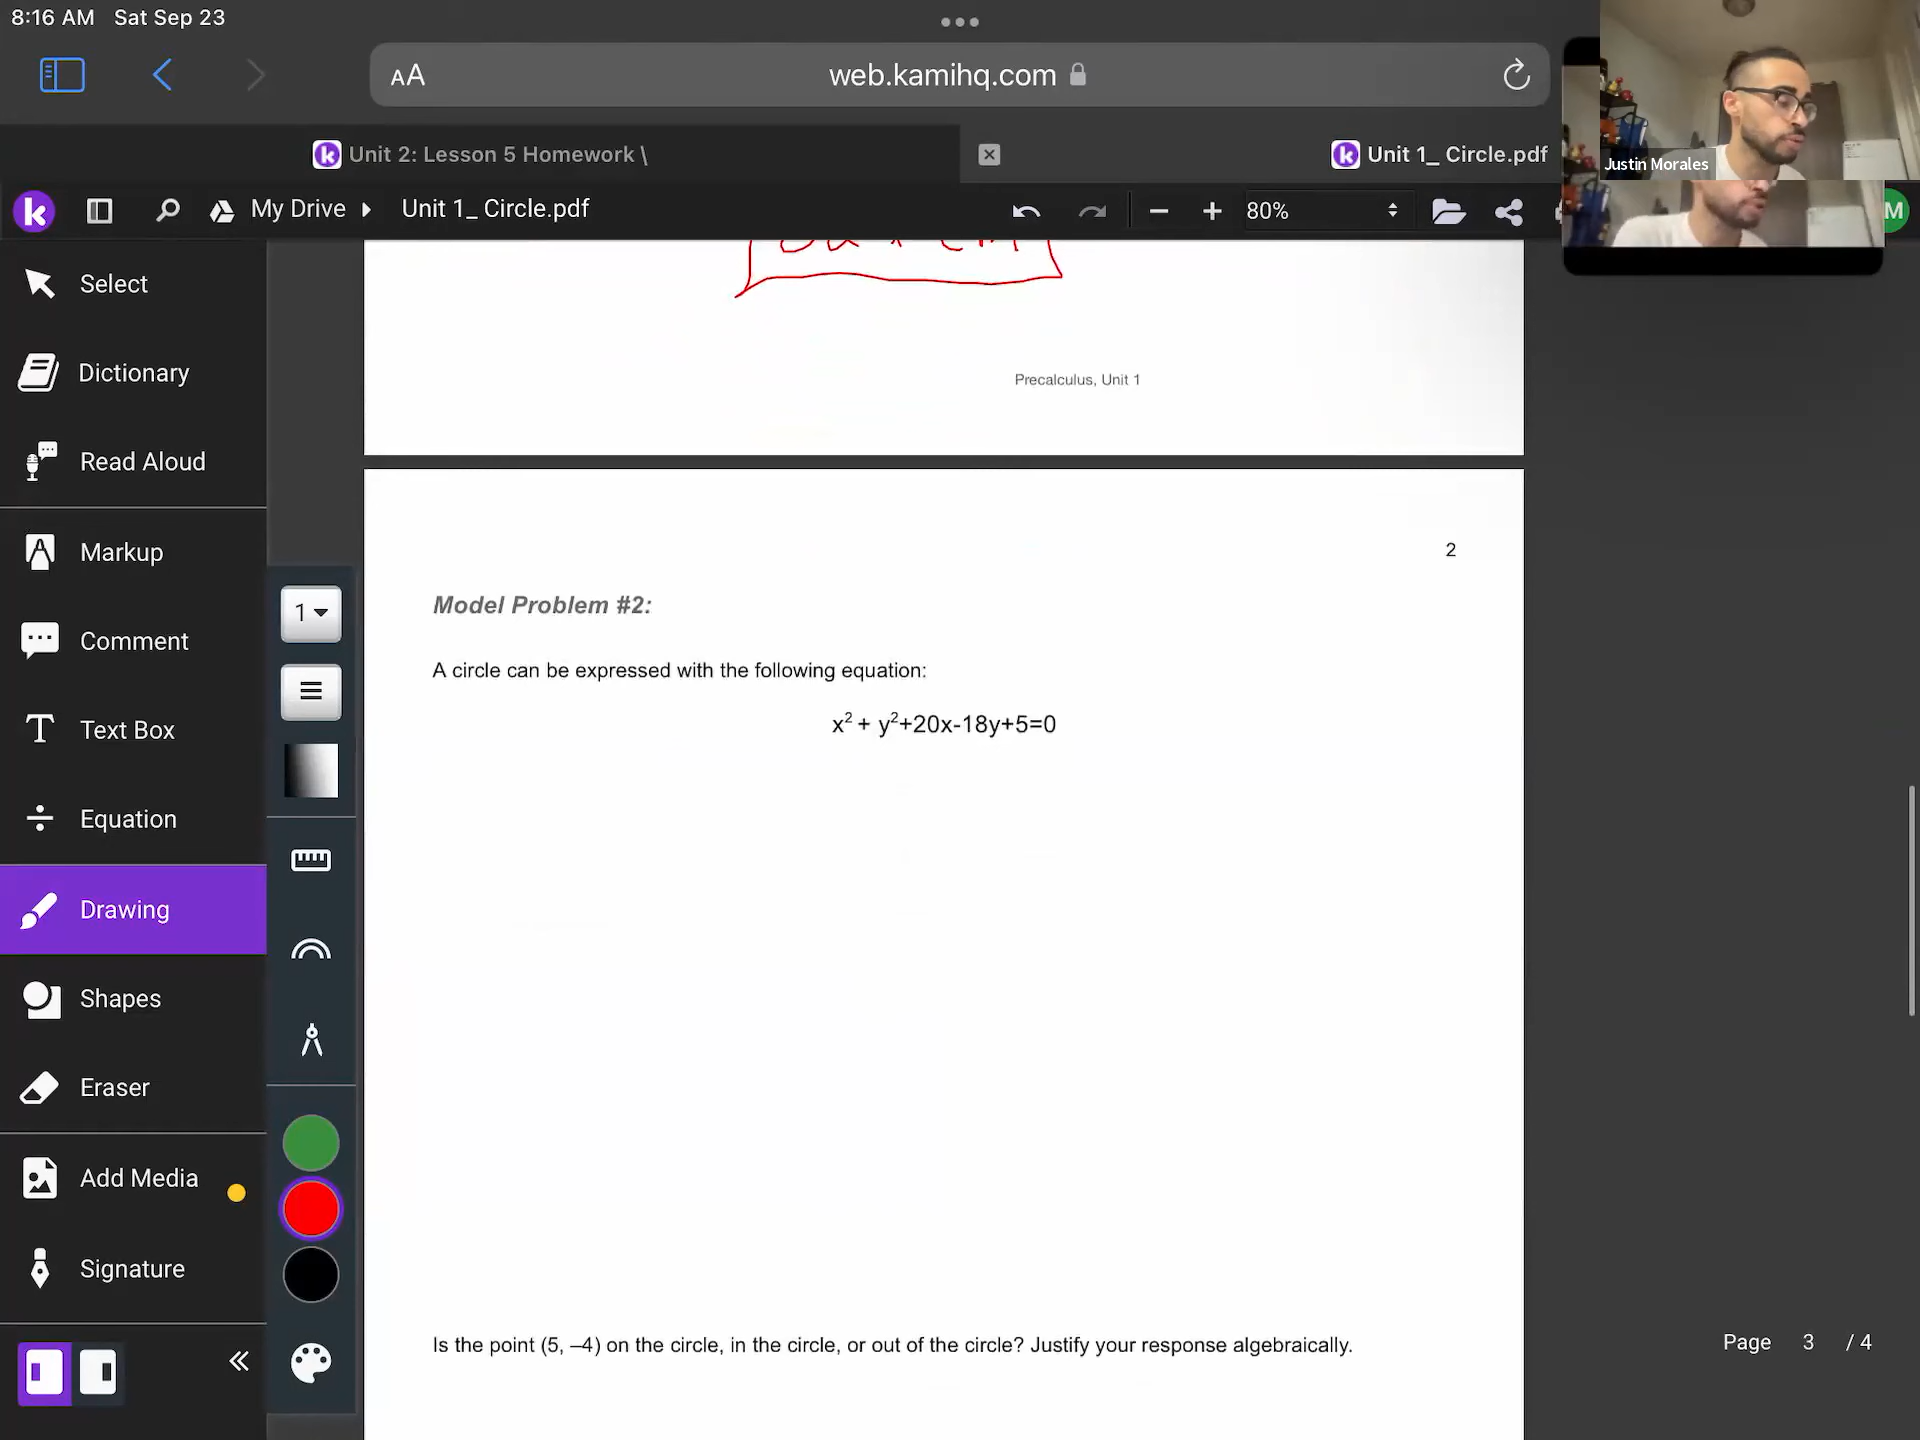 8:16 AM Sat Sep 23
AA
web.kamihq.com
Unit 2: Lesson 5 Homework \
Unit 1_ Circle.pdf
Justin Morales
My Drive
Unit 1_ Circle.pdf
80%
M
Select
Dictionary
Read Aloud
Markup
Comment
Text Box
Equation
Drawing
Shapes
Eraser
Add Media
Signature
1
Precalculus, Unit 1
2
Model Problem #2:
A circle can be expressed with the following equation:
x²+ y²+20x-18y+5=0
Is the point (5, –4) on the circle, in the circle, or out of the circle? Justify your response algebraically.
Page 3 / 4